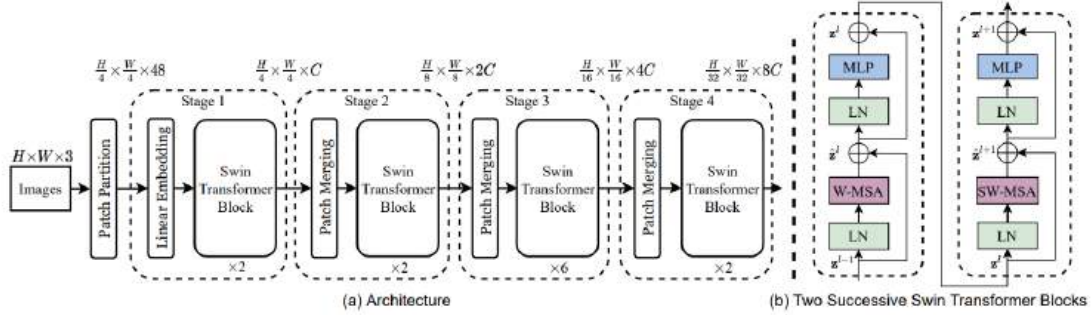 H/4 × W/4 × 48
H/4 × W/4 × C
H/8 × W/8 × 2C
H/16 × W/16 × 4C
H/32 × W/32 × 8C
Stage 1
Stage 2
Stage 3
Stage 4
H×W×3
Images
Patch Partition
Linear Embedding
Swin
Transformer
Block
Patch Merging
Swin
Transformer
Block
Patch Merging
Swin
Transformer
Block
Patch Merging
Swin
Transformer
Block
×2
×2
×6
×2
(a) Architecture
z^l
MLP
LN
ẑ^l
W-MSA
LN
z^{l-1}
z^{l+1}
MLP
LN
ẑ^{l+1}
SW-MSA
LN
z^l
(b) Two Successive Swin Transformer Blocks